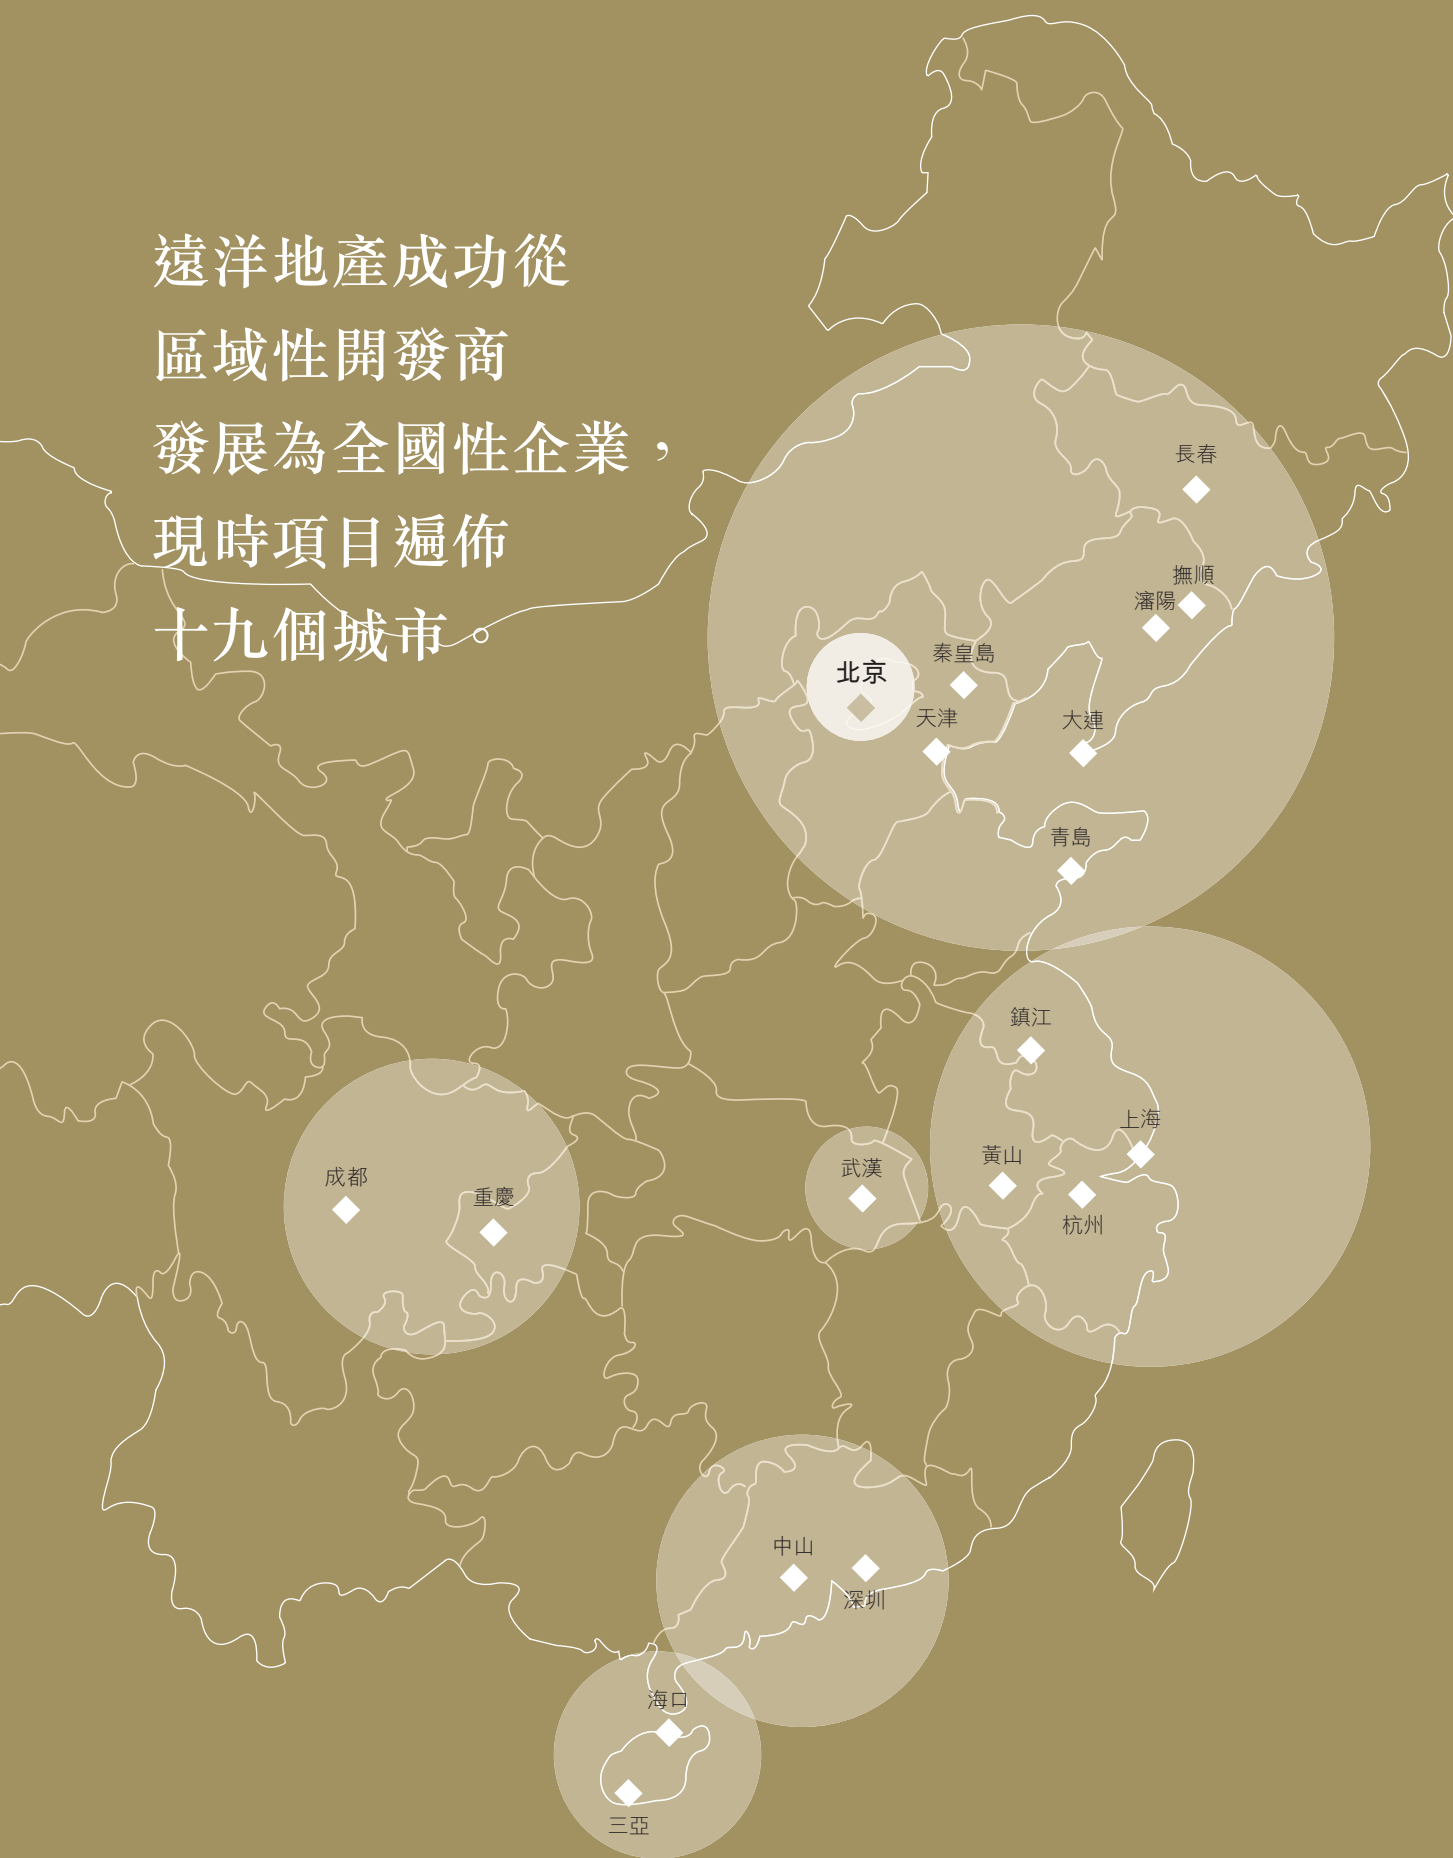 遠洋地產成功從
區域性開發商
發展為全國性企業，
現時項目遍佈
十九個城市。
長春
撫順
瀋陽
秦皇島
北京
天津
大連
青島
鎮江
上海
黃山
杭州
武漢
成都
重慶
中山
深圳
海口
三亞